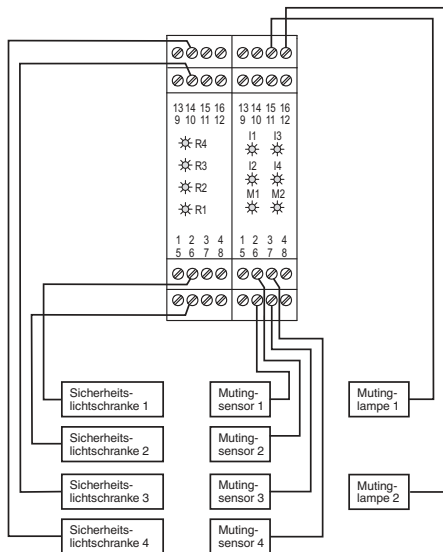 13 14 15 16
9 10 11 12
13 14 15 16
9 10 11 12
R4
R3
R2
R1
I1 I3
I2 I4
M1 M2
1 2 3 4
5 6 7 8
1 2 3 4
5 6 7 8
Sicherheits-
lichtschranke 1
Muting-
sensor 1
Muting-
lampe 1
Sicherheits-
lichtschranke 2
Muting-
sensor 2
Sicherheits-
lichtschranke 3
Muting-
sensor 3
Muting-
lampe 2
Sicherheits-
lichtschranke 4
Muting-
sensor 4